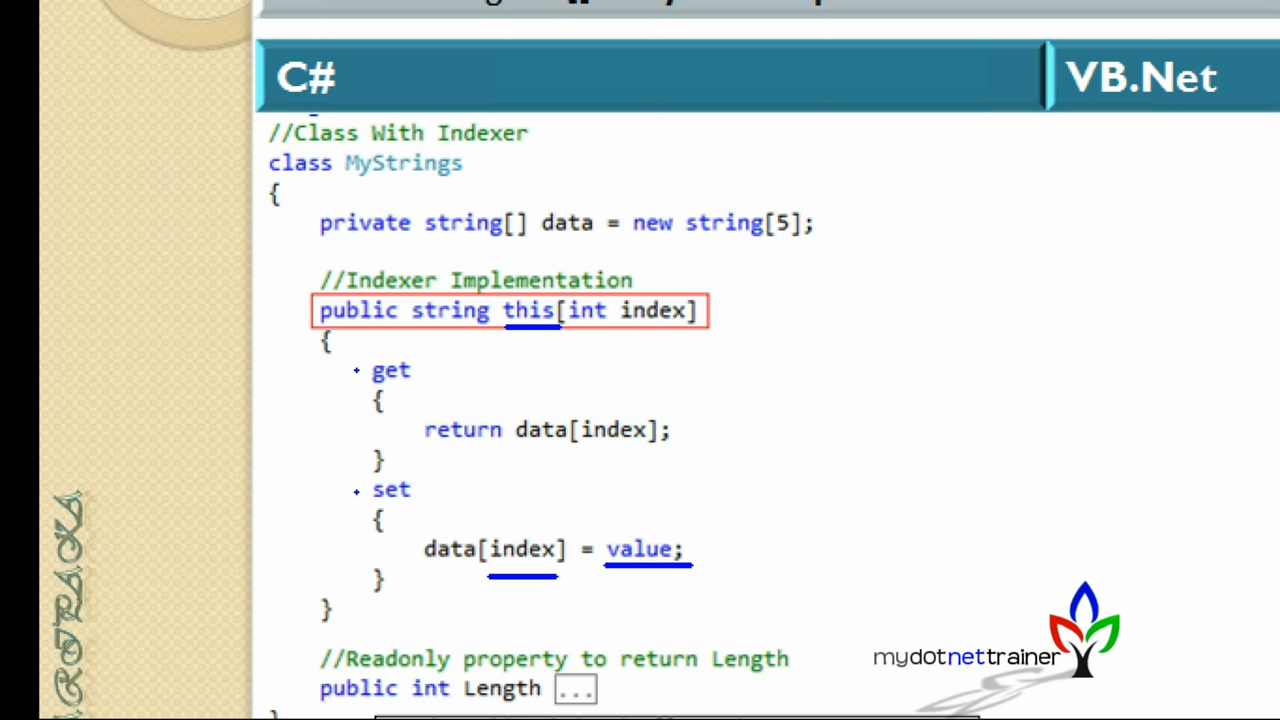 C#
VB.Net
//Class With Indexer
class MyStrings
{
private string[] data = new string[5];
//Indexer Implementation
public string this[int index]
{
get
{
return data[index];
}
set
{
data[index] = value;
}
}
//Readonly property to return Length
public int Length ...
mydotnettrainer